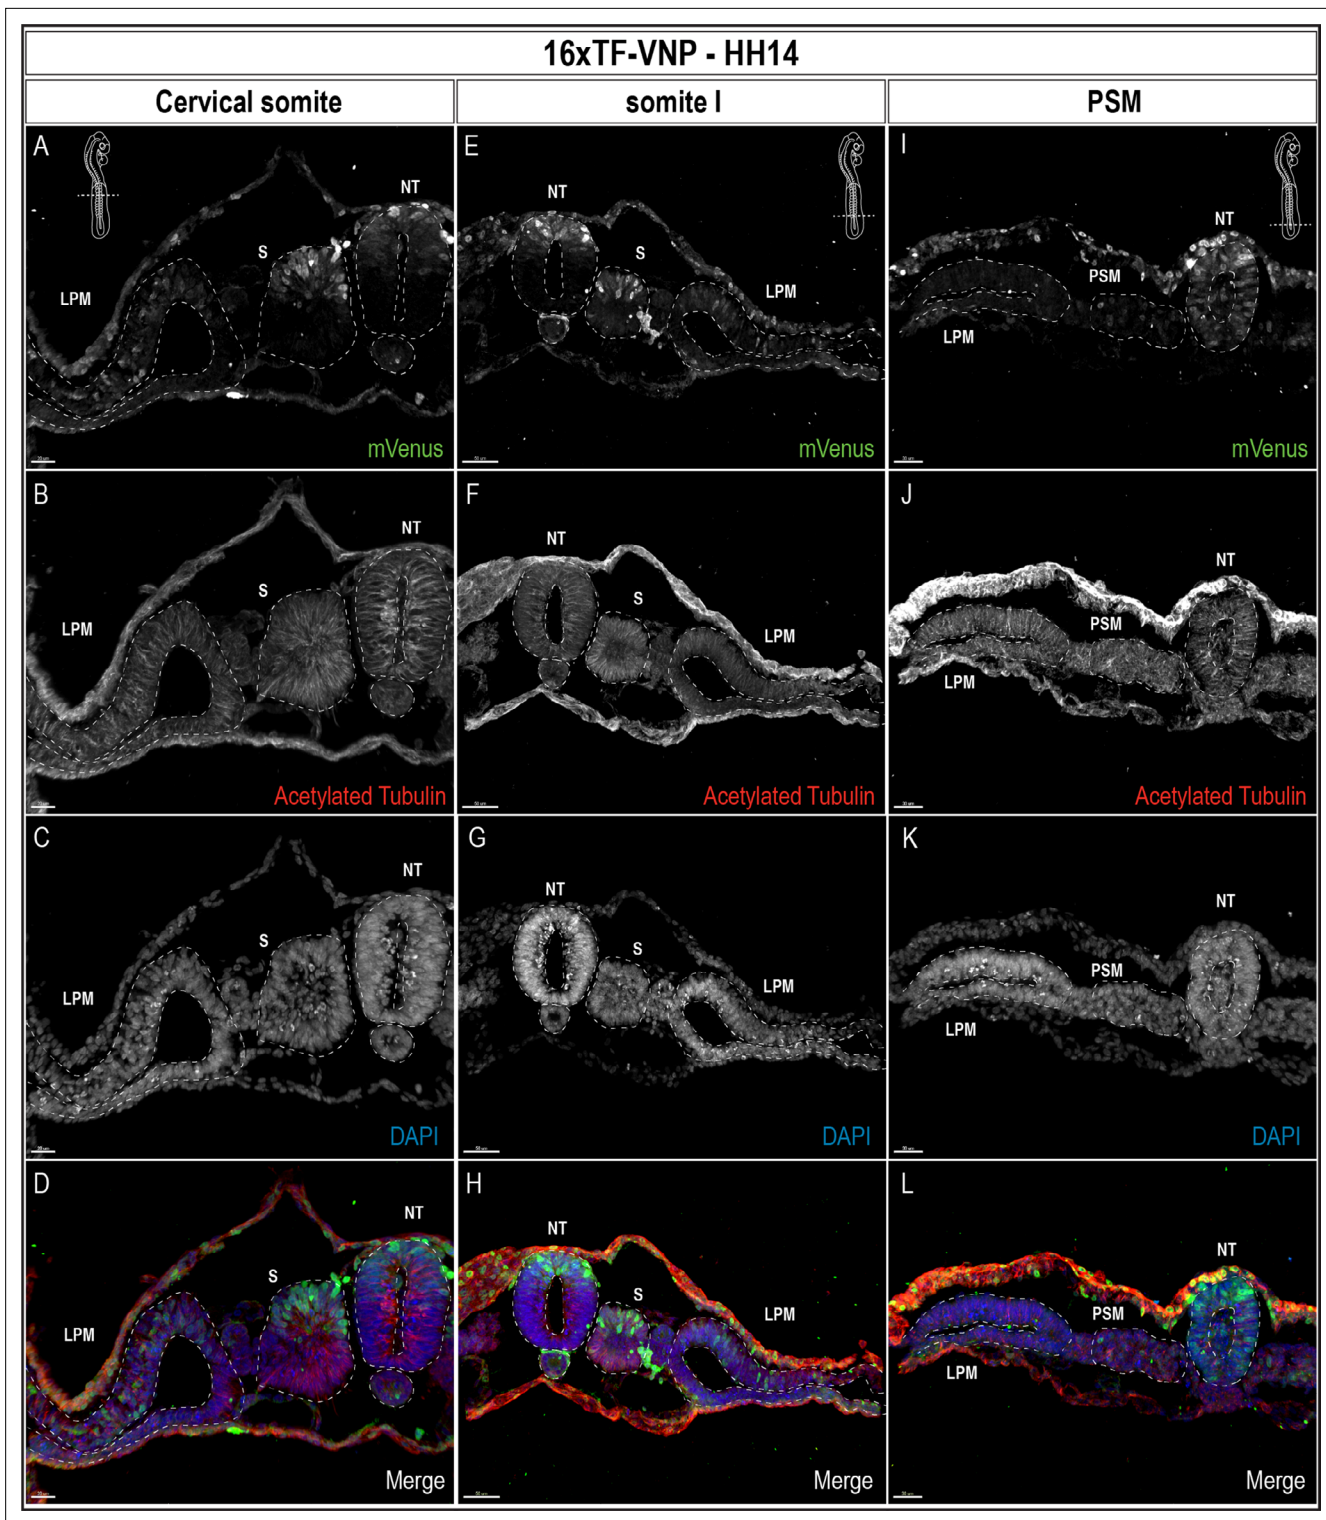 16xTF-VNP - HH14
Cervical somite
somite I
PSM
A
NT
S
LPM
mVenus
E
NT
S
LPM
mVenus
I
NT
PSM
LPM
mVenus
B
NT
S
LPM
Acetylated Tubulin
F
NT
S
LPM
Acetylated Tubulin
J
NT
PSM
LPM
Acetylated Tubulin
C
NT
S
LPM
DAPI
G
NT
S
LPM
DAPI
K
NT
PSM
LPM
DAPI
D
NT
S
LPM
Merge
H
NT
S
LPM
Merge
L
NT
PSM
LPM
Merge